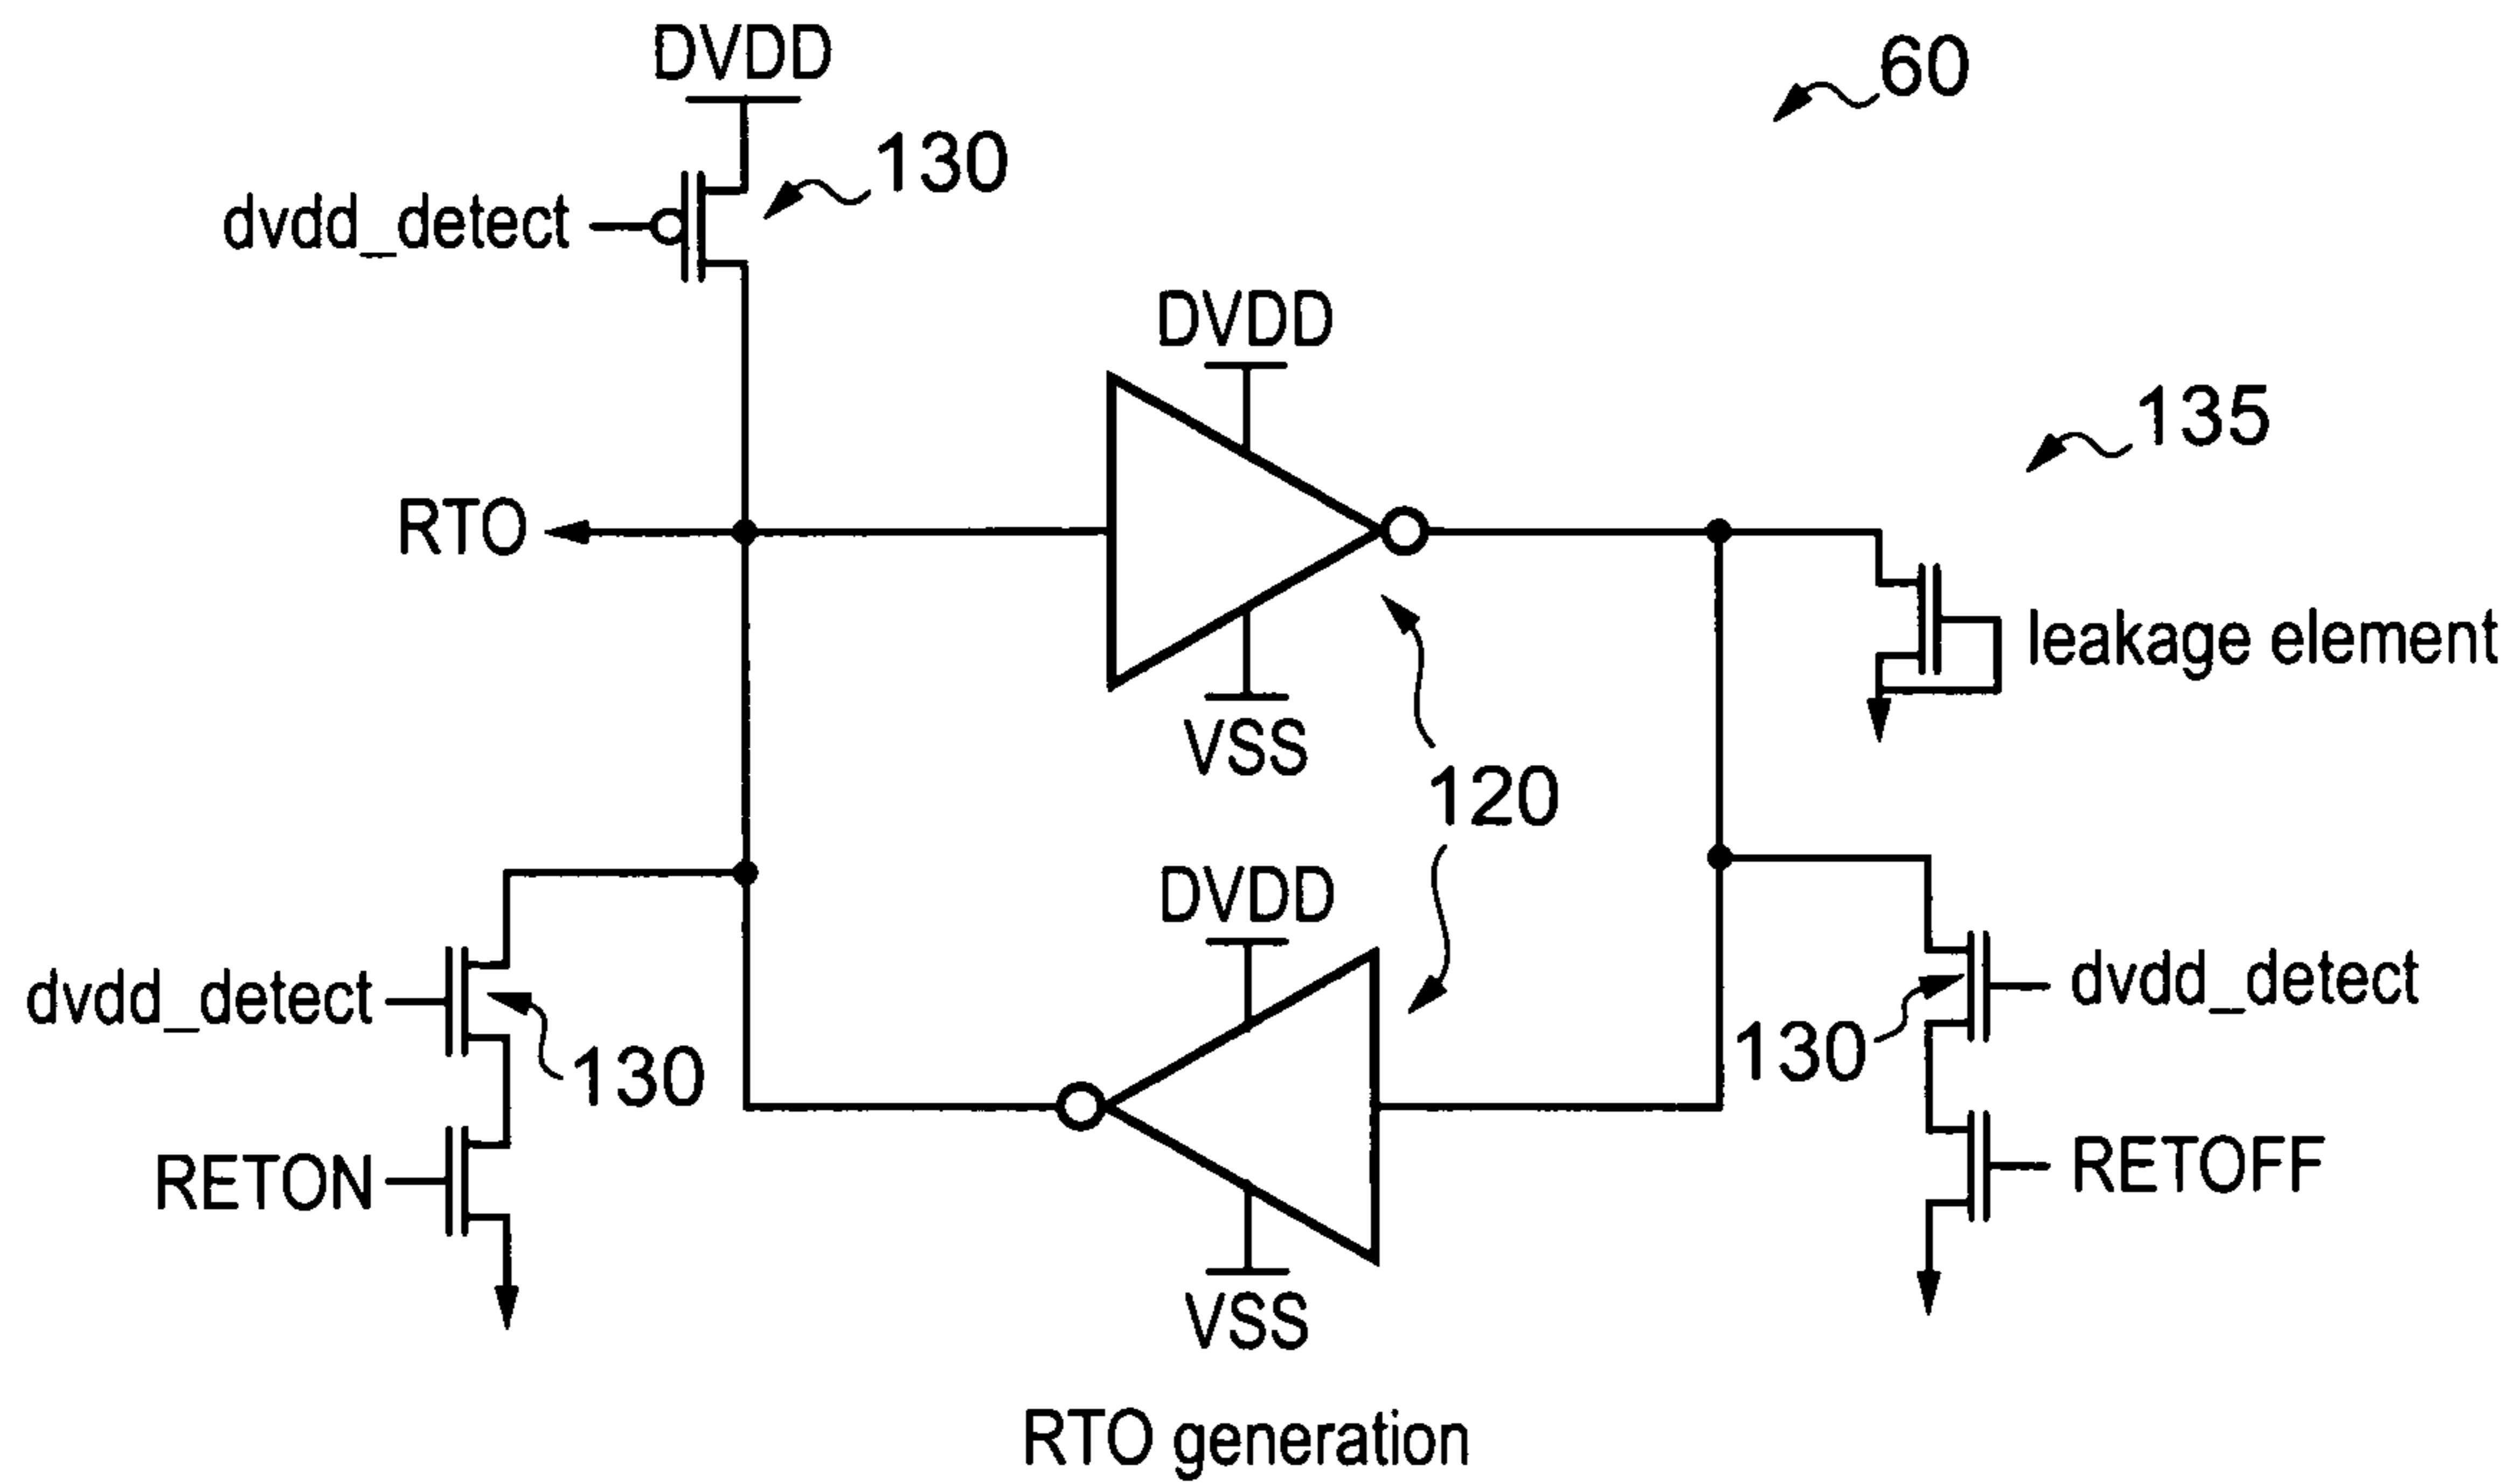 DVDD
60
130
dvdd_detect
DVDD
135
RTO
leakage element
VSS
120
DVDD
dvdd_detect
dvdd_detect
130
130
RETON
RETOFF
VSS
RTO generation